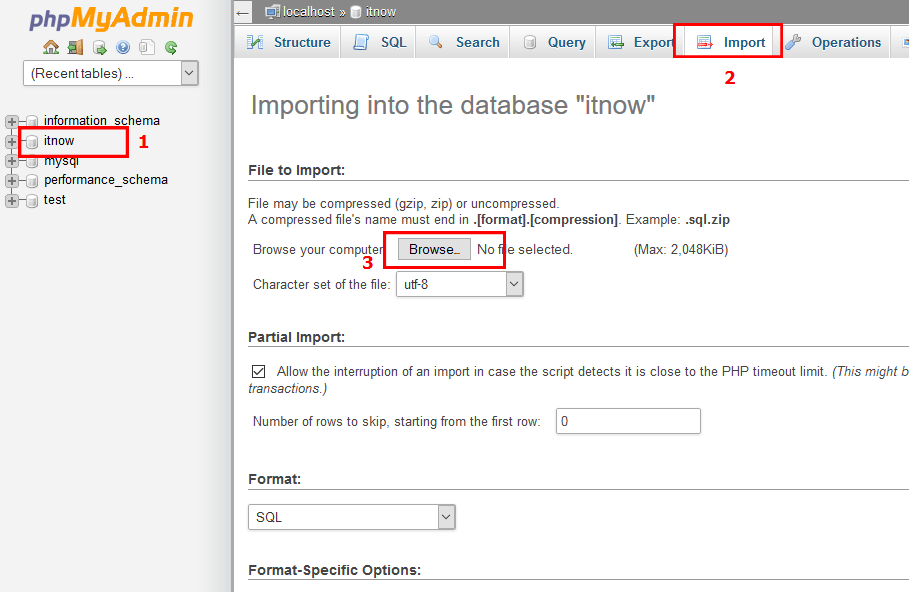 phpMyAdmin
(Recent tables) ...
information_schema
itnow
1
mysql
performance_schema
test
localhost » itnow
Structure
SQL
Search
Query
Export
Import
Operations
2
Importing into the database "itnow"
File to Import:
File may be compressed (gzip, zip) or uncompressed.
A compressed file's name must end in .[format].[compression]. Example: .sql.zip
Browse your computer
Browse…
No file selected.
(Max: 2,048KiB)
3
Character set of the file:
utf-8
Partial Import:
Allow the interruption of an import in case the script detects it is close to the PHP timeout limit. (This might b
transactions.)
Number of rows to skip, starting from the first row:
0
Format:
SQL
Format-Specific Options: